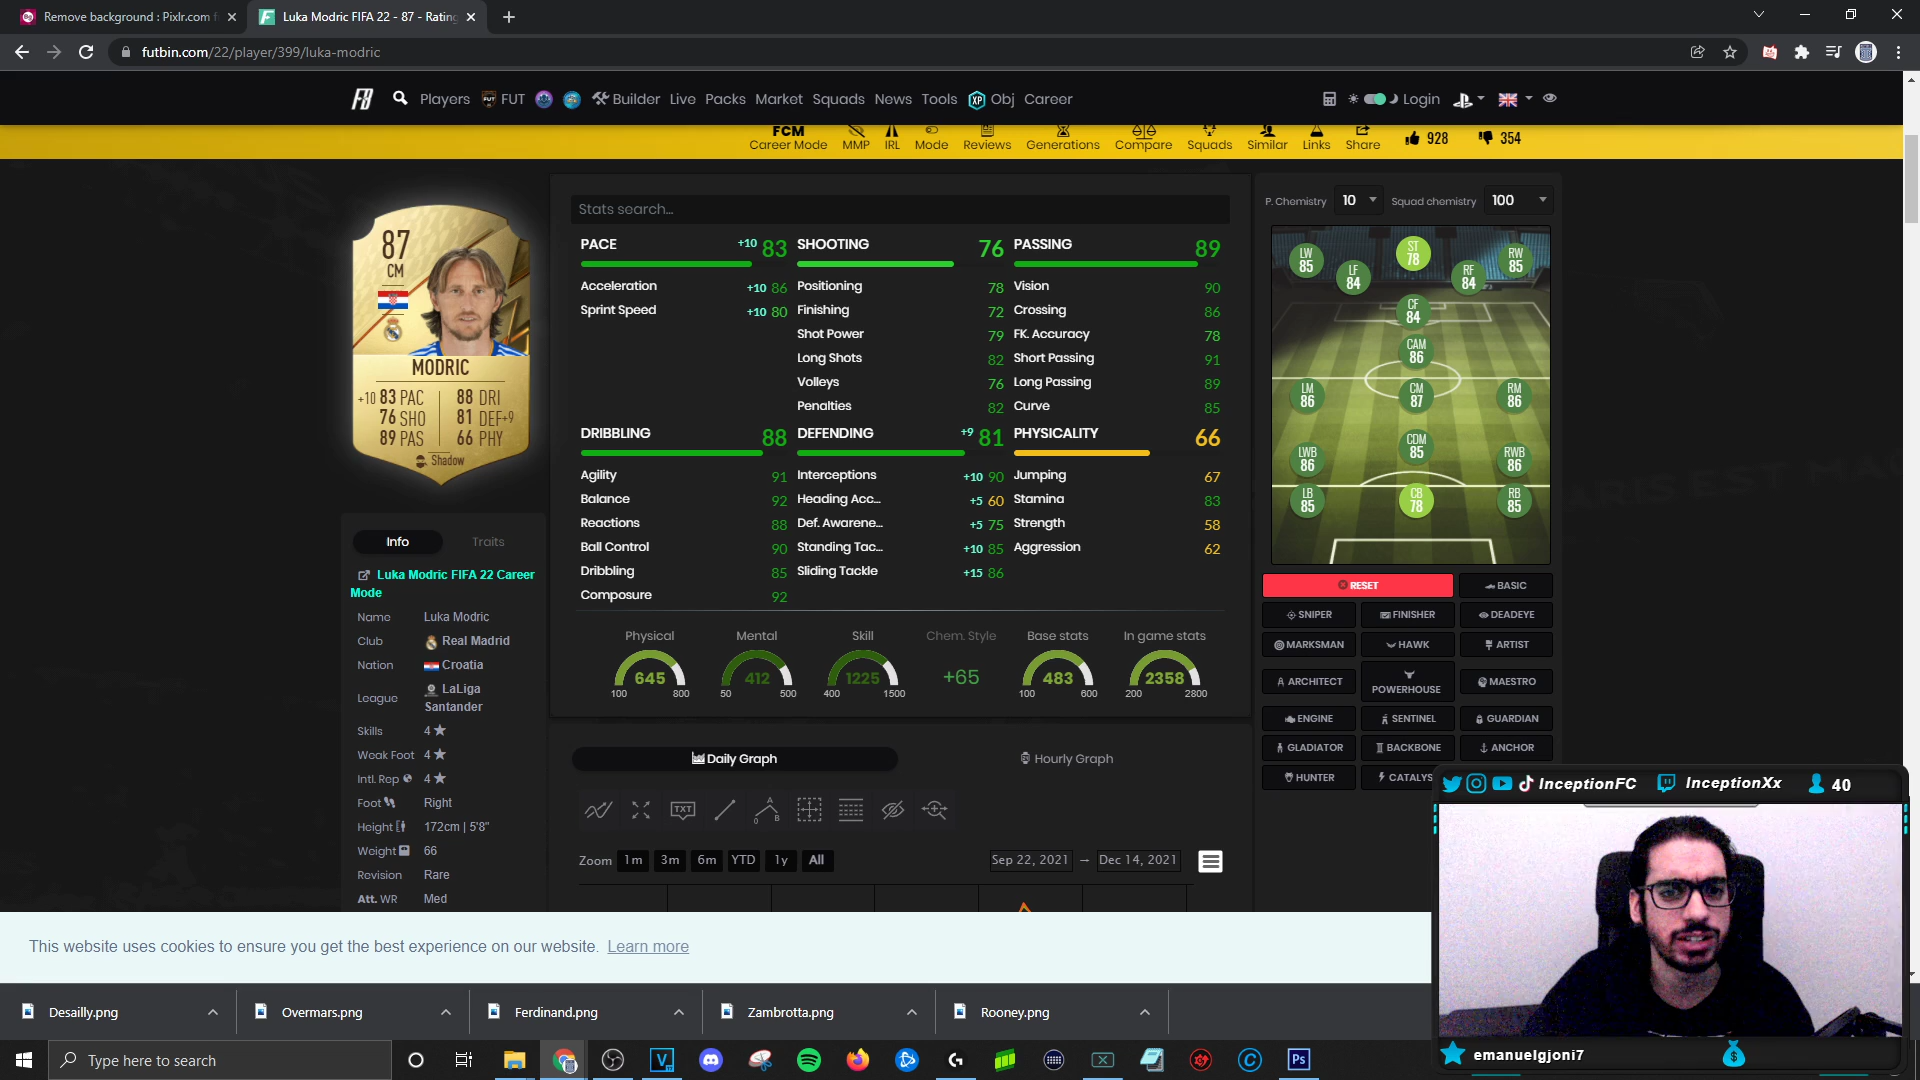 Remove background : Pixlr.com f
Luka Modric FIFA 22 - 87 - Rating
futbin.com/22/player/399/luka-modric
Players FUT Builder Live Packs Market Squads News Tools XP Obj Career Login
FCM
Career Mode MMP IRL Mode Reviews Generations Compare Squads Similar Links Share 928 354
87
CM
MODRIC
+10 83 PAC 88 DRI
76 SHO 81 DEF+9
89 PAS 66 PHY
Shadow
Stats search...
PACE +10 83
Acceleration +10 86
Sprint Speed +10 80
SHOOTING 76
Positioning 78
Finishing 72
Shot Power 79
Long Shots 82
Volleys 76
Penalties 82
PASSING 89
Vision 90
Crossing 86
FK. Accuracy 78
Short Passing 91
Long Passing 89
Curve 85
DRIBBLING 88
Agility 91
Balance 92
Reactions 88
Ball Control 90
Dribbling 85
Composure 92
DEFENDING +9 81
Interceptions +10 90
Heading Acc... +5 60
Def. Awarene... +5 75
Standing Tac... +10 85
Sliding Tackle +15 86
PHYSICALITY 66
Jumping 67
Stamina 83
Strength 58
Aggression 62
Physical Mental Skill Chem. Style Base stats In game stats
645 412 1225 +65 483 2358
100 800 50 500 400 1500 100 600 200 2800
P. Chemistry 10 Squad chemistry 100
LW 85
ST 78
RW 85
LF 84
RF 84
CF 84
CAM 86
LM 86
CM 87
RM 86
LWB 86
CDM 85
RWB 86
LB 85
CB 78
RB 85
RESET BASIC
SNIPER FINISHER DEADEYE
MARKSMAN HAWK ARTIST
ARCHITECT POWERHOUSE MAESTRO
ENGINE SENTINEL GUARDIAN
GLADIATOR BACKBONE ANCHOR
HUNTER CATALYS
Info Traits
Luka Modric FIFA 22 Career
Mode
Name Luka Modric
Club Real Madrid
Nation Croatia
League LaLiga
Santander
Skills 4
Weak Foot 4
Intl. Rep 4
Foot Right
Height 172cm | 5'8"
Weight 66
Revision Rare
Att. WR Med
Daily Graph Hourly Graph
TXT
Zoom 1m 3m 6m YTD 1y All Sep 22, 2021 → Dec 14, 2021
InceptionFC InceptionXx 40
emanuelgjoni7
This website uses cookies to ensure you get the best experience on our website. Learn more
Desailly.png Overmars.png Ferdinand.png Zambrotta.png Rooney.png
Type here to search
Ps